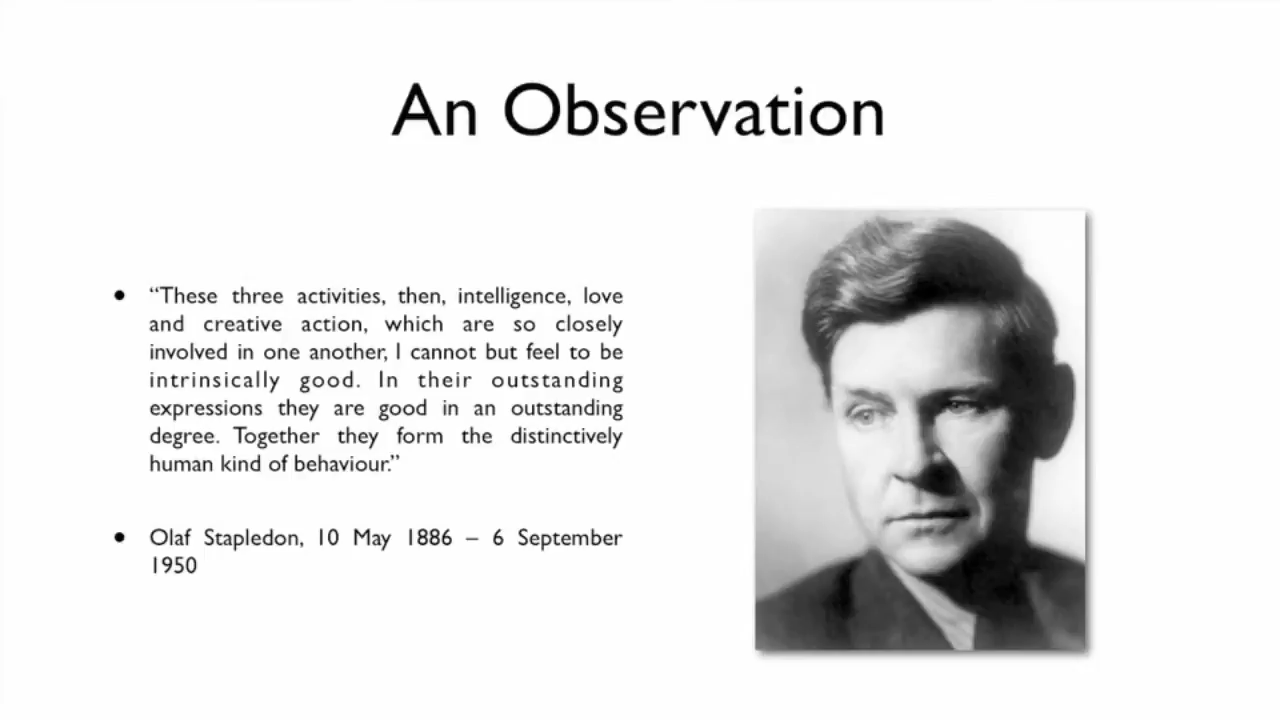 An Observation
• “These three activities, then, intelligence, love
and creative action, which are so closely
involved in one another, I cannot but feel to be
intrinsically good. In their outstanding
expressions they are good in an outstanding
degree. Together they form the distinctively
human kind of behaviour.”
• Olaf Stapledon, 10 May 1886 – 6 September
1950